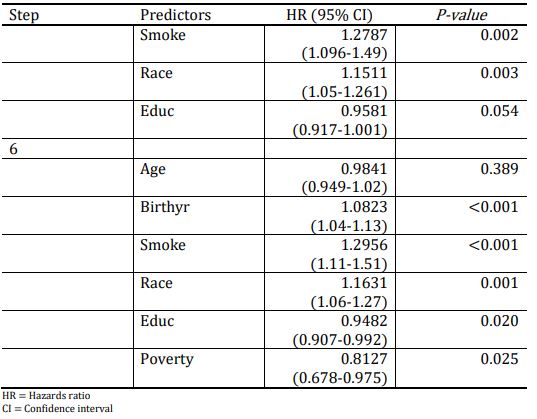 Step Predictors HR (95% CI) P-value
Smoke 1.2787 0.002
(1.096-1.49)
Race 1.1511 0.003
(1.05-1.261)
Educ 0.9581 0.054
(0.917-1.001)
6
Age 0.9841 0.389
(0.949-1.02)
Birthyr 1.0823 <0.001
(1.04-1.13)
Smoke 1.2956 <0.001
(1.11-1.51)
Race 1.1631 0.001
(1.06-1.27)
Educ 0.9482 0.020
(0.907-0.992)
Poverty 0.8127 0.025
(0.678-0.975)
HR = Hazards ratio
CI = Confidence interval